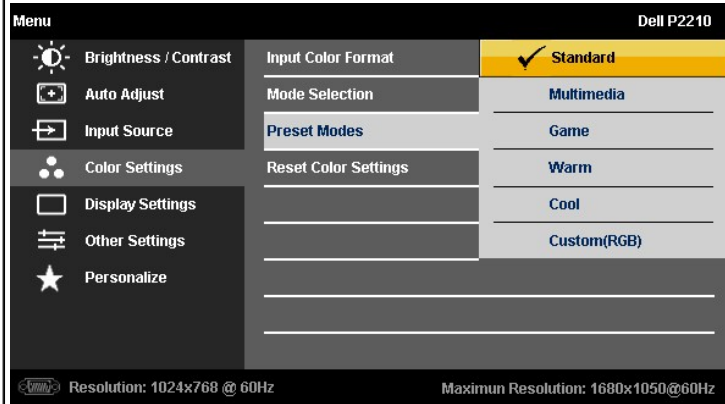 Menu Dell P2210
Brightness / Contrast Input Color Format Standard
Auto Adjust Mode Selection Multimedia
Input Source Preset Modes Game
Color Settings Reset Color Settings Warm
Display Settings Cool
Other Settings Custom(RGB)
Personalize
Resolution: 1024x768 @ 60Hz Maximun Resolution: 1680x1050@60Hz